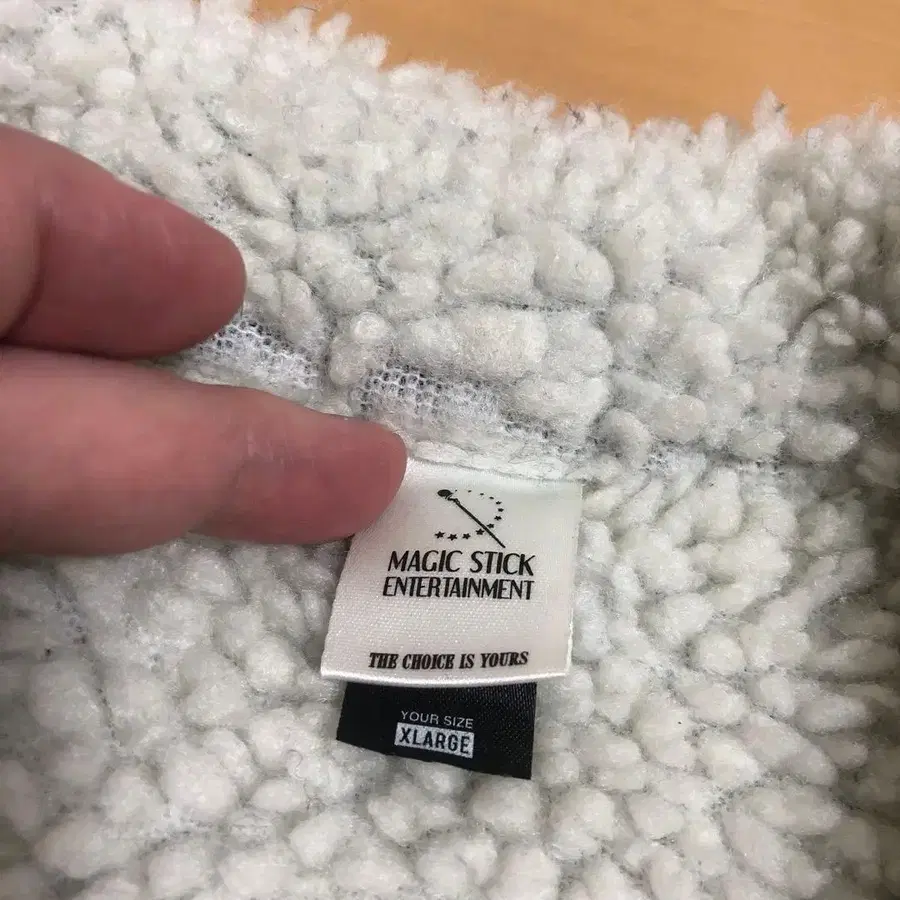 MAGIC STICK
ENTERTAINMENT
THE CHOICE IS YOURS
YOUR SIZE
XLARGE